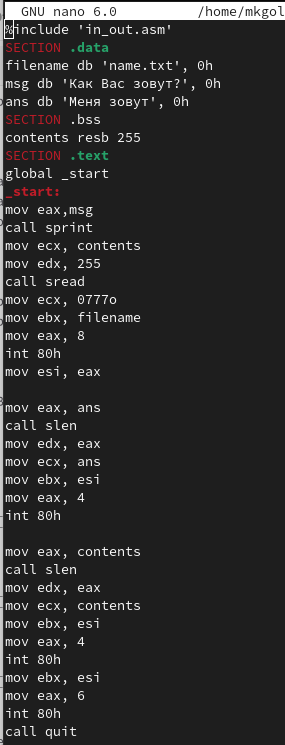 GNU nano 6.0 /home/mkgol
%include 'in_out.asm'
SECTION .data
filename db 'name.txt', 0h
msg db 'Как Вас зовут?', 0h
ans db 'Меня зовут', 0h
SECTION .bss
contents resb 255
SECTION .text
global _start
_start:
mov eax,msg
call sprint
mov ecx, contents
mov edx, 255
call sread
mov ecx, 0777o
mov ebx, filename
mov eax, 8
int 80h
mov esi, eax
mov eax, ans
call slen
mov edx, eax
mov ecx, ans
mov ebx, esi
mov eax, 4
int 80h
mov eax, contents
call slen
mov edx, eax
mov ecx, contents
mov ebx, esi
mov eax, 4
int 80h
mov ebx, esi
mov eax, 6
int 80h
call quit